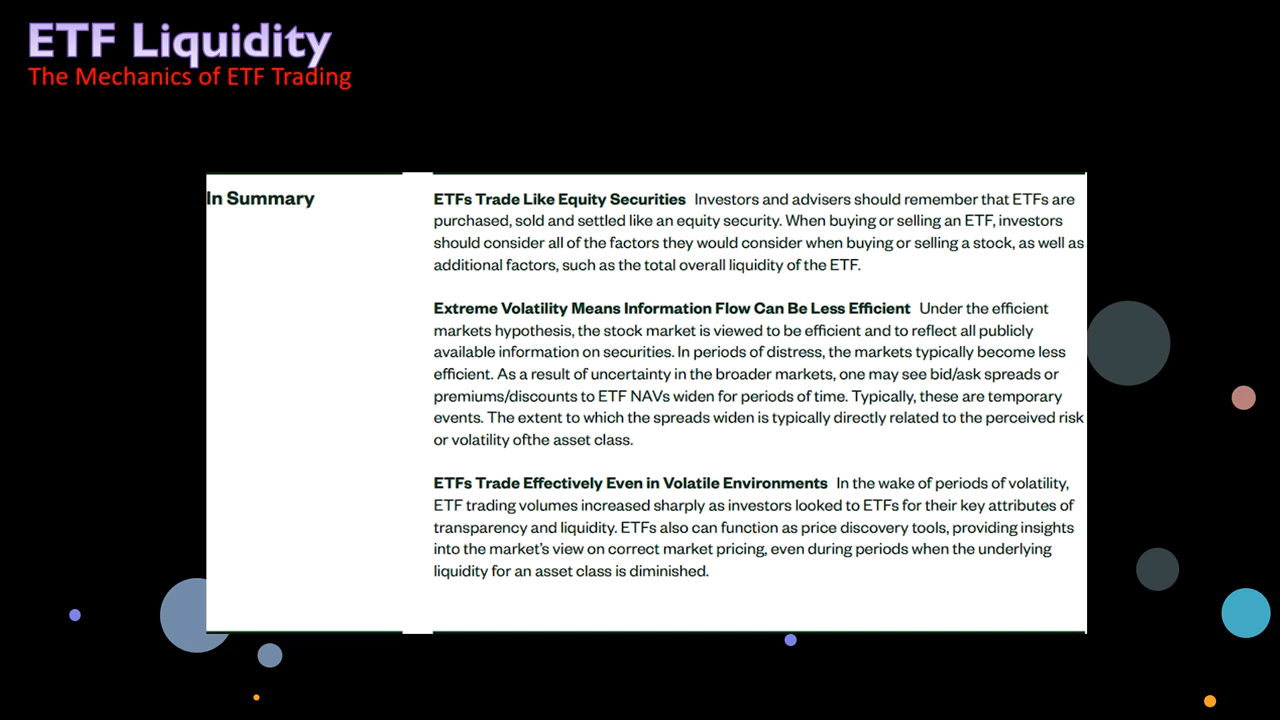 ETF Liquidity
The Mechanics of ETF Trading
In Summary
ETFs Trade Like Equity Securities Investors and advisers should remember that ETFs are
purchased, sold and settled like an equity security. When buying or selling an ETF, investors
should consider all of the factors they would consider when buying or selling a stock, as well as
additional factors, such as the total overall liquidity of the ETF.
Extreme Volatility Means Information Flow Can Be Less Efficient Under the efficient
markets hypothesis, the stock market is viewed to be efficient and to reflect all publicly
available information on securities. In periods of distress, the markets typically become less
efficient. As a result of uncertainty in the broader markets, one may see bid/ask spreads or
premiums/discounts to ETF NAVs widen for periods of time. Typically, these are temporary
events. The extent to which the spreads widen is typically directly related to the perceived risk
or volatility ofthe asset class.
ETFs Trade Effectively Even in Volatile Environments In the wake of periods of volatility,
ETF trading volumes increased sharply as investors looked to ETFs for their key attributes of
transparency and liquidity. ETFs also can function as price discovery tools, providing insights
into the market's view on correct market pricing, even during periods when the underlying
liquidity for an asset class is diminished.